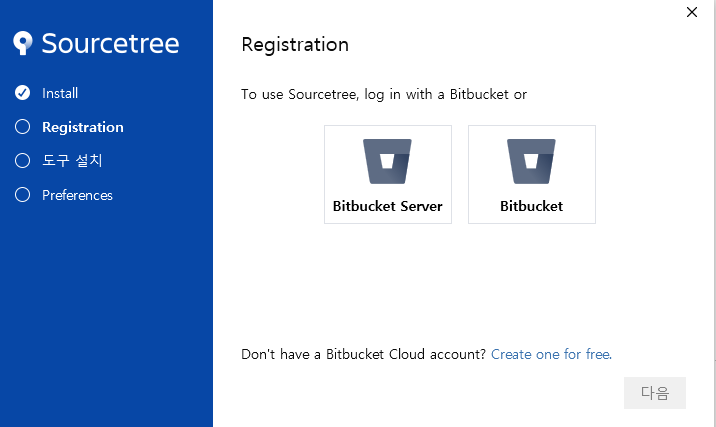 Sourcetree
Install
Registration
도구 설치
Preferences
Registration
To use Sourcetree, log in with a Bitbucket or
Bitbucket Server
Bitbucket
Don't have a Bitbucket Cloud account? Create one for free.
다음